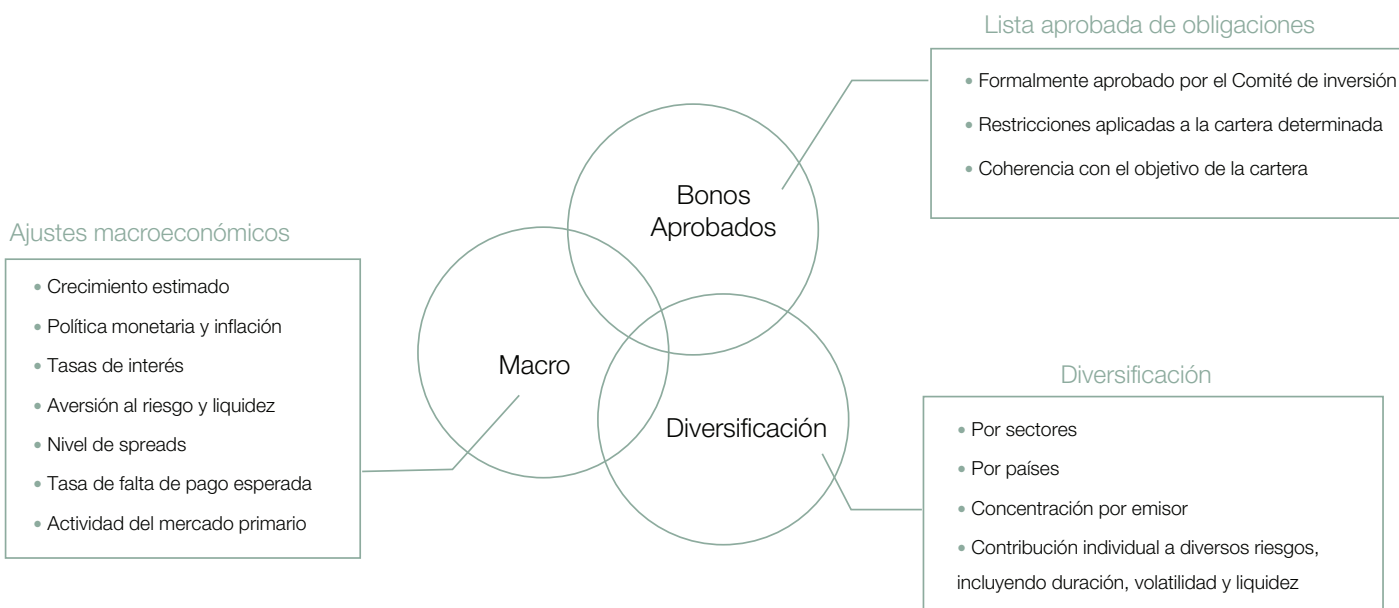 Lista aprobada de obligaciones
• Formalmente aprobado por el Comité de inversión
• Restricciones aplicadas a la cartera determinada
• Coherencia con el objetivo de la cartera
Bonos
Aprobados
Ajustes macroeconómicos
• Crecimiento estimado
• Política monetaria y inflación
• Tasas de interés
• Aversión al riesgo y liquidez
• Nivel de spreads
• Tasa de falta de pago esperada
• Actividad del mercado primario
Macro
Diversificación
Diversificación
• Por sectores
• Por países
• Concentración por emisor
• Contribución individual a diversos riesgos,
incluyendo duración, volatilidad y liquidez